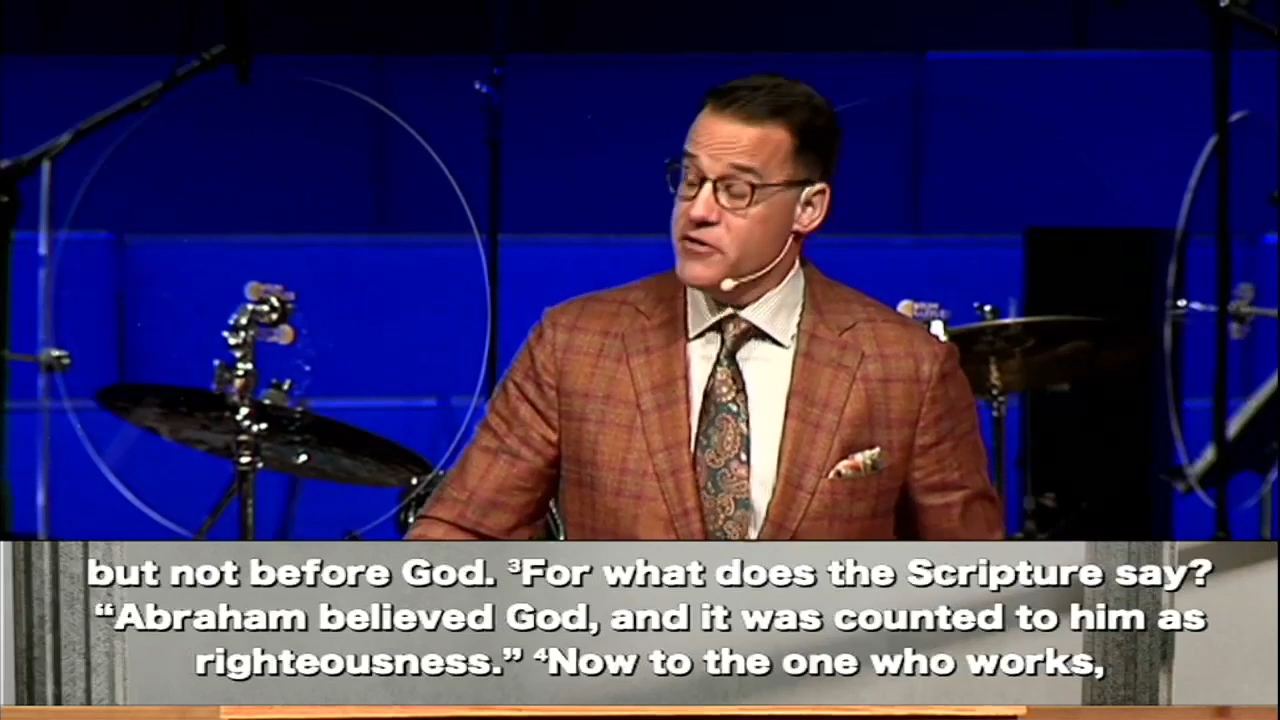 but not before God. ³For what does the Scripture say?
“Abraham believed God, and it was counted to him as
righteousness.” ⁴Now to the one who works,